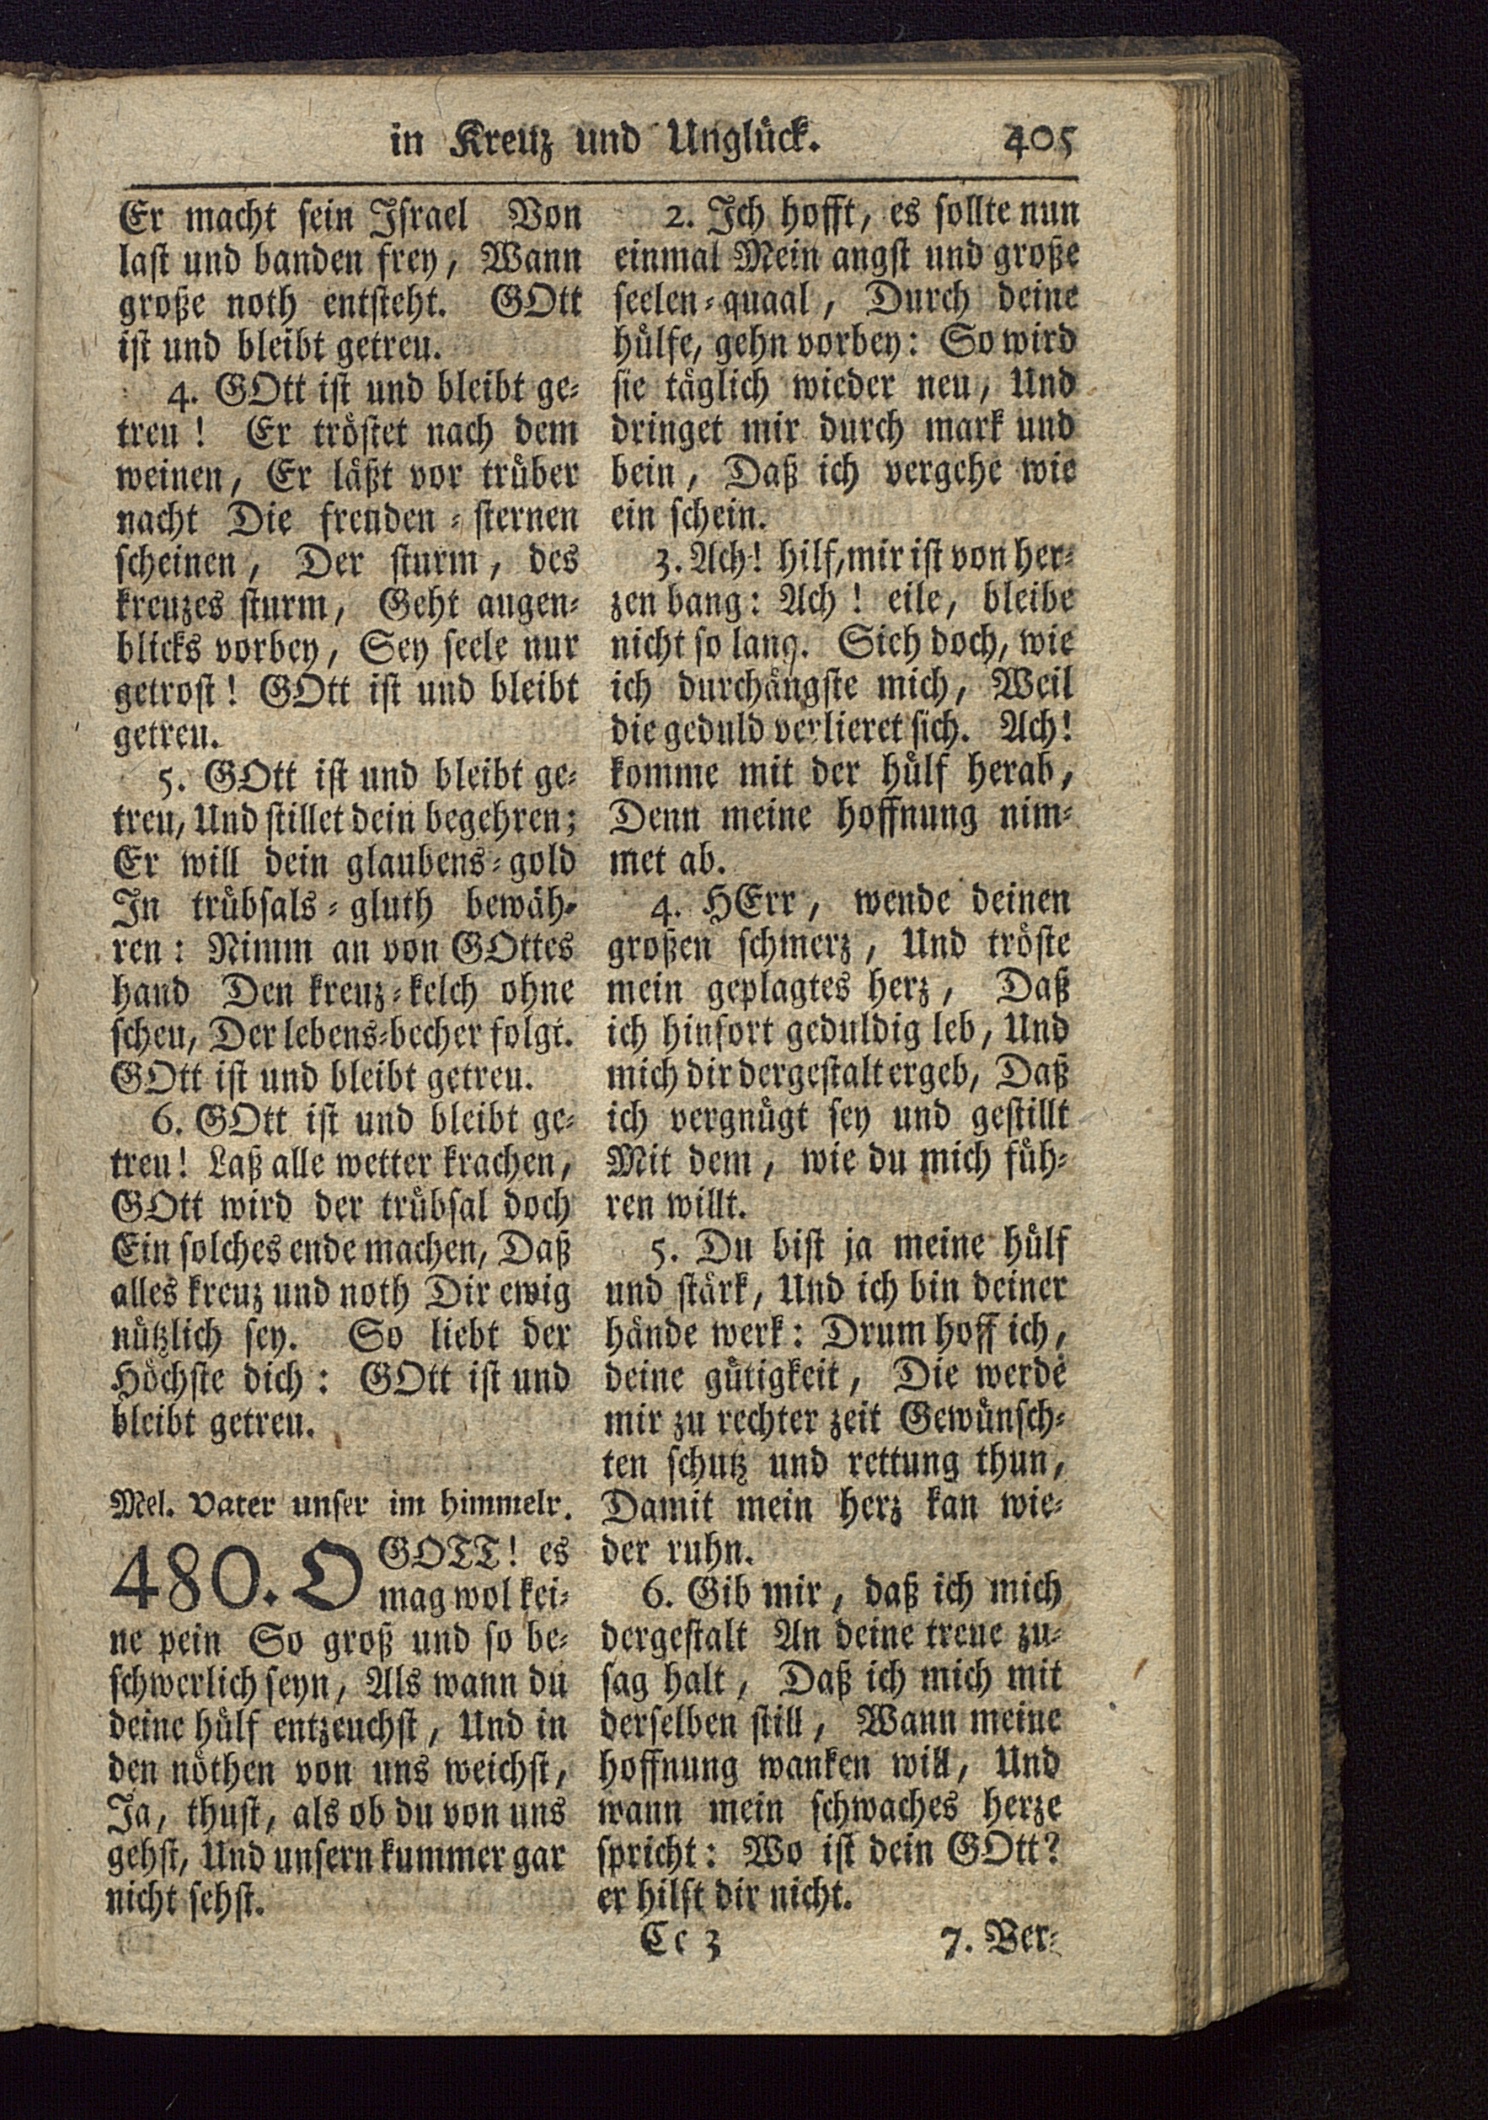 in Kreuz und Unglück. 405
Er macht sein Israel Von
last und banden frey, Wann
große noth entsteht. GOtt
ist und bleibt getreu.
4. GOtt ist und bleibt ge-
treu! Er tröstet nach dem
weinen, Er läßt vor trüber
nacht Die freuden-sternen
scheinen, Der sturm, des
kreuzes sturm, Geht augen-
blicks vorbey, Sey seele nur
getrost! GOtt ist und bleibt
getreu.
5. GOtt ist und bleibt ge-
treu, Und stillet dein begehren;
Er will dein glaubens-gold
In trübsals-gluth bewäh-
ren: Nimm an von GOttes
hand Den kreuz-kelch ohne
scheu, Der lebens-becher folgt.
GOtt ist und bleibt getreu.
6. GOtt ist und bleibt ge-
treu! Laß alle wetter krachen,
GOtt wird der trübsal doch
Ein solches ende machen, Daß
alles kreuz und noth Dir ewig
nützlich sey. So liebt der
Höchste dich: GOtt ist und
bleibt getreu.
Mel. Vater unser im himmelr.
480. O GOTT! es
mag wol kei-
ne pein So groß und so be-
schwerlich seyn, Als wann du
deine hülf entzeuchst, Und in
den nöthen von uns weichst,
Ja, thust, als ob du von uns
gehst, Und unsern kummer gar
nicht sehst.
2. Ich hofft, es sollte nun
einmal Mein angst und große
seelen-quaal, Durch deine
hülfe, gehn vorbey: So wird
sie täglich wieder neu, Und
dringet mir durch mark und
bein, Daß ich vergehe wie
ein schein.
3. Ach! hilf, mir ist von her-
zen bang: Ach! eile, bleibe
nicht so lang. Sieh doch, wie
ich durchängste mich, Weil
die geduld verlieret sich. Ach!
komme mit der hülf herab,
Denn meine hoffnung nim-
met ab.
4. HErr, wende deinen
großen schmerz, Und tröste
mein geplagtes herz, Daß
ich hinfort geduldig leb, Und
mich dir dergestalt ergeb, Daß
ich vergnügt sey und gestillt
Mit dem, wie du mich füh-
ren willt.
5. Du bist ja meine hülf
und stärk, Und ich bin deiner
hände werk: Drum hoff ich,
deine gütigkeit, Die werde
mir zu rechter zeit Gewünsch-
ten schutz und rettung thun,
Damit mein herz kan wie-
der ruhn.
6. Gib mir, daß ich mich
dergestalt An deine treue zu-
sag halt, Daß ich mich mit
derselben still, Wann meine
hoffnung wanken will, Und
wann mein schwaches herze
spricht: Wo ist dein GOtt?
er hilft dir nicht.
Cc 3 7. Ver-